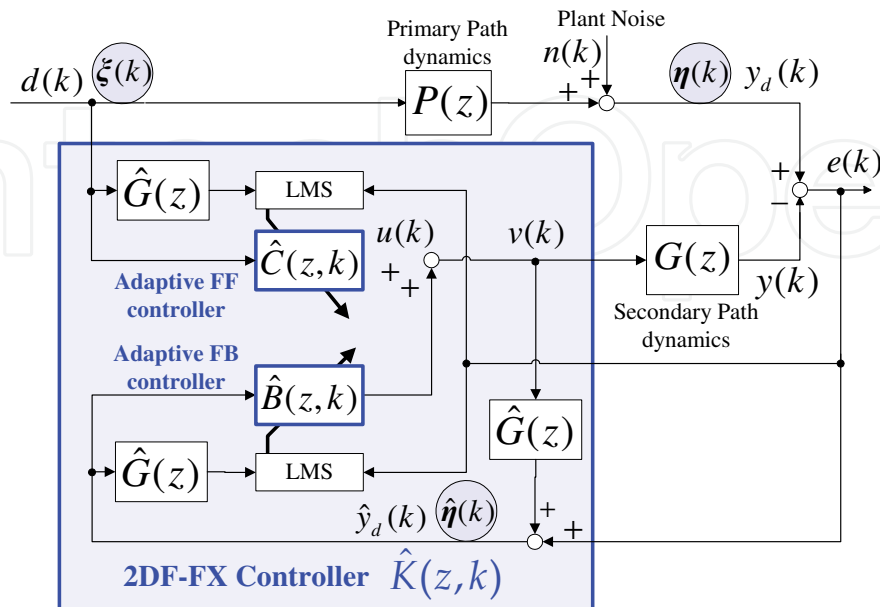 Plant Noise
Primary Path
dynamics
n(k)
d(k)
ξ(k)
P(z)
+
+
η(k)
y_d(k)
e(k)
+
−
Ĝ(z)
LMS
u(k)
v(k)
Ĉ(z,k)
+
+
G(z)
y(k)
Adaptive FF
controller
Secondary Path
dynamics
Adaptive FB
controller
B̂(z,k)
Ĝ(z)
Ĝ(z)
LMS
ŷ_d(k)
η̂(k)
+
+
2DF-FX Controller K̂(z,k)